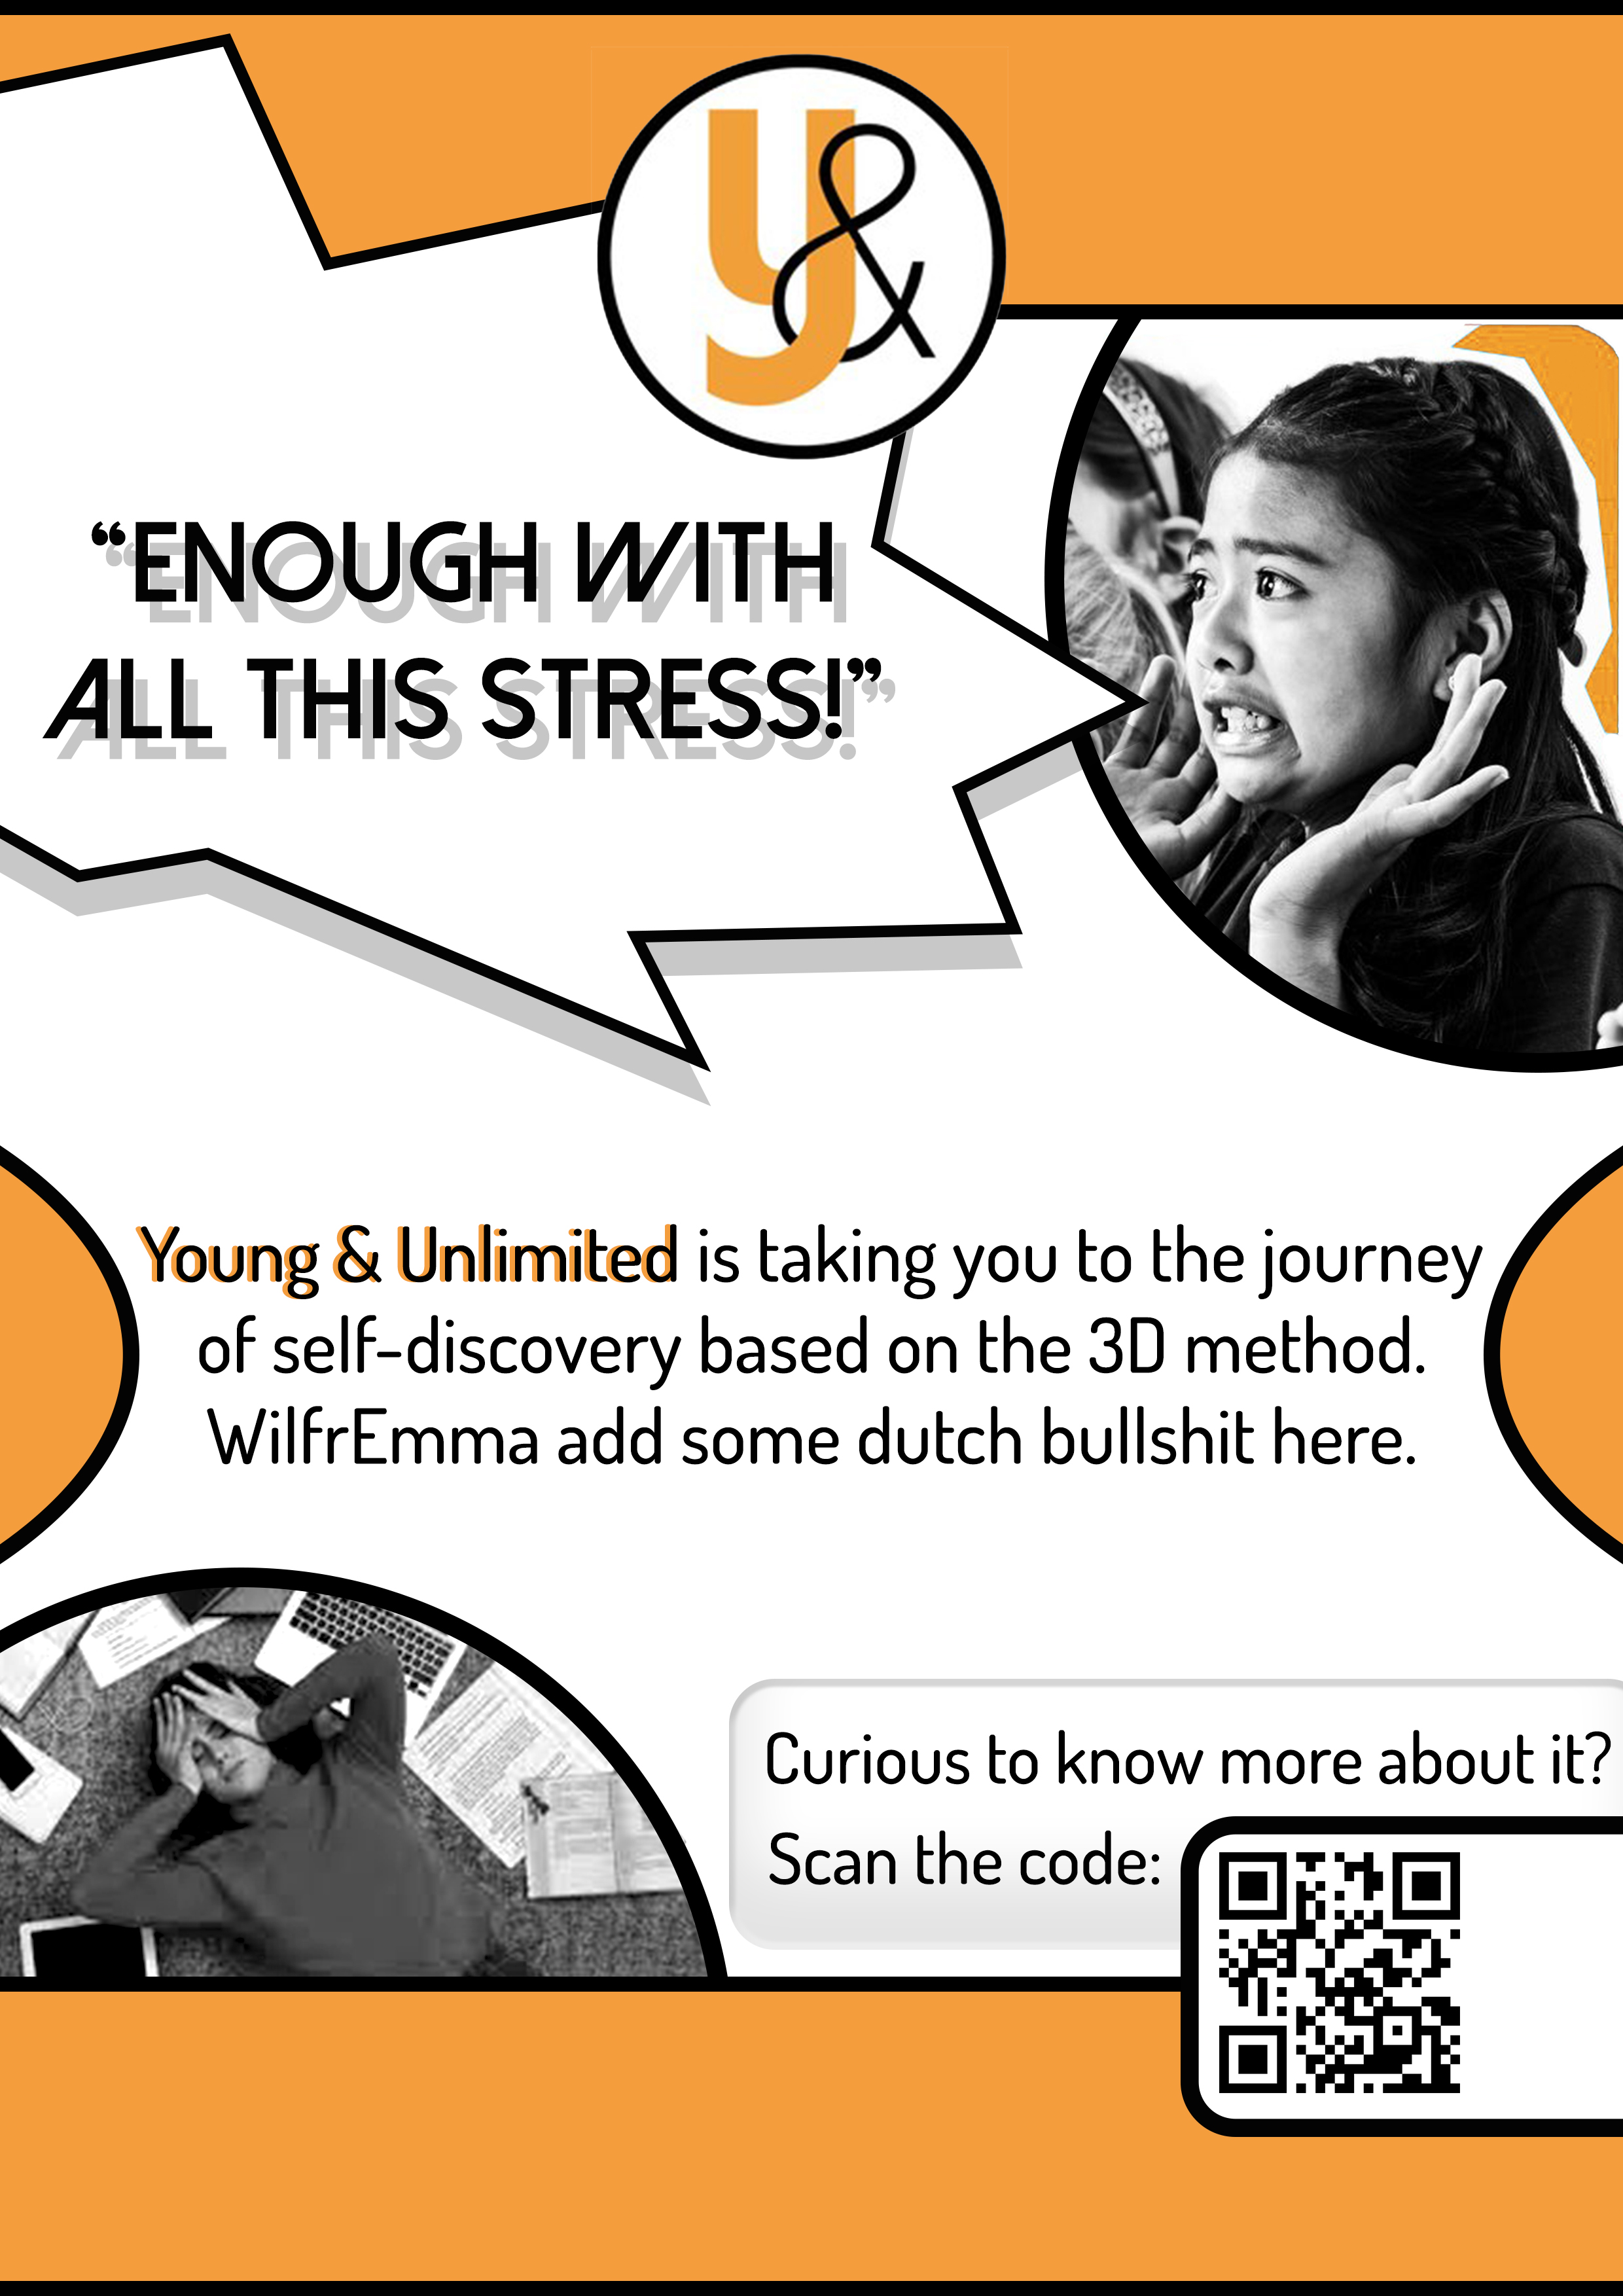 y&
“ENOUGH WITH
ALL THIS STRESS!”
Young & Unlimited is taking you to the journey
of self-discovery based on the 3D method.
WilfrEmma add some dutch bullshit here.
Curious to know more about it?
Scan the code: